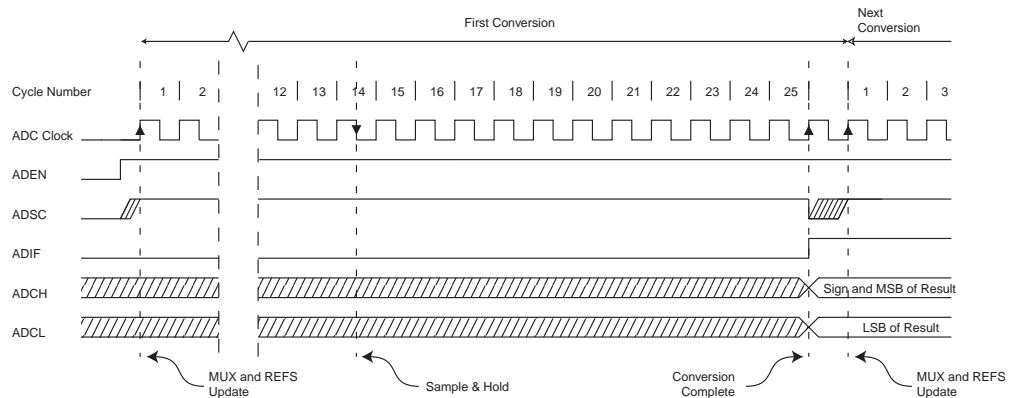 First Conversion
Next
Conversion
Cycle Number 1 2 12 13 14 15 16 17 18 19 20 21 22 23 24 25 1 2 3
ADC Clock
ADEN
ADSC
ADIF
ADCH Sign and MSB of Result
ADCL LSB of Result
MUX and REFS
Update
Sample & Hold
Conversion
Complete
MUX and REFS
Update